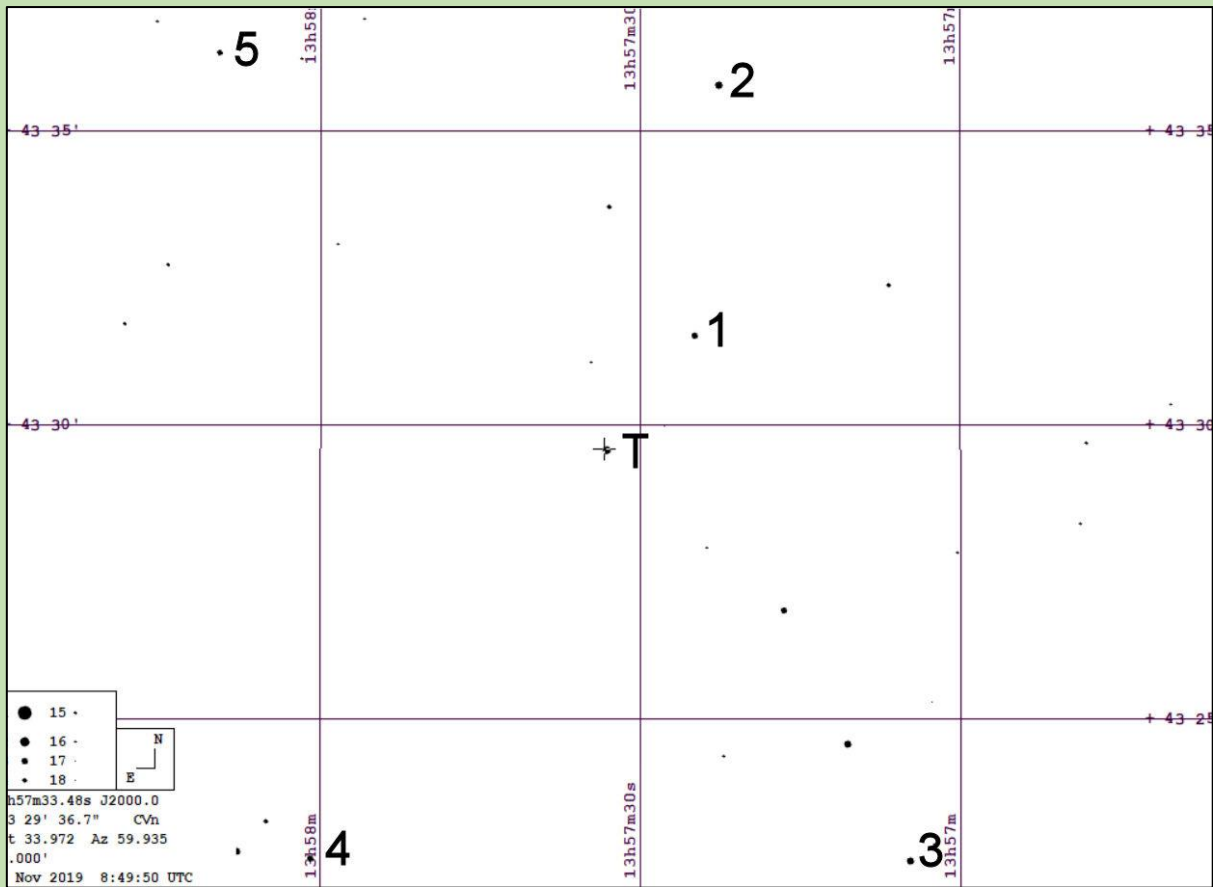 13h58
13h57m30
13h57
5
2
43 35'
+ 43 35
1
43 30'
+ 43 30
T
+ 43 25
15
16
17
18
N
E
h57m33.48s J2000.0
3 29' 36.7" CVn
t 33.972 Az 59.935
.000'
Nov 2019 8:49:50 UTC
13h58m
4
13h57m30s
3
13h57m